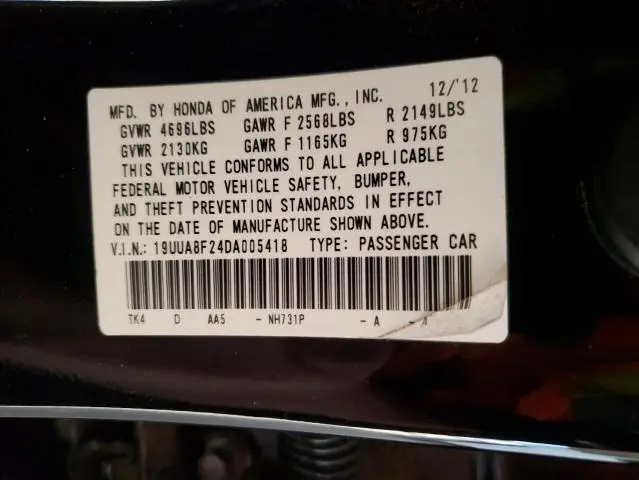 MFD. BY HONDA OF AMERICA MFG., INC. 12/'12
GVWR 4696LBS GAWR F 2568LBS R 2149LBS
GVWR 2130KG GAWR F 1165KG R 975KG
THIS VEHICLE CONFORMS TO ALL APPLICABLE
FEDERAL MOTOR VEHICLE SAFETY, BUMPER,
AND THEFT PREVENTION STANDARDS IN EFFECT
ON THE DATE OF MANUFACTURE SHOWN ABOVE.
V.I.N.: 19UUA8F24DA005418 TYPE: PASSENGER CAR
TK4 D AA5 - NH731P - A - A